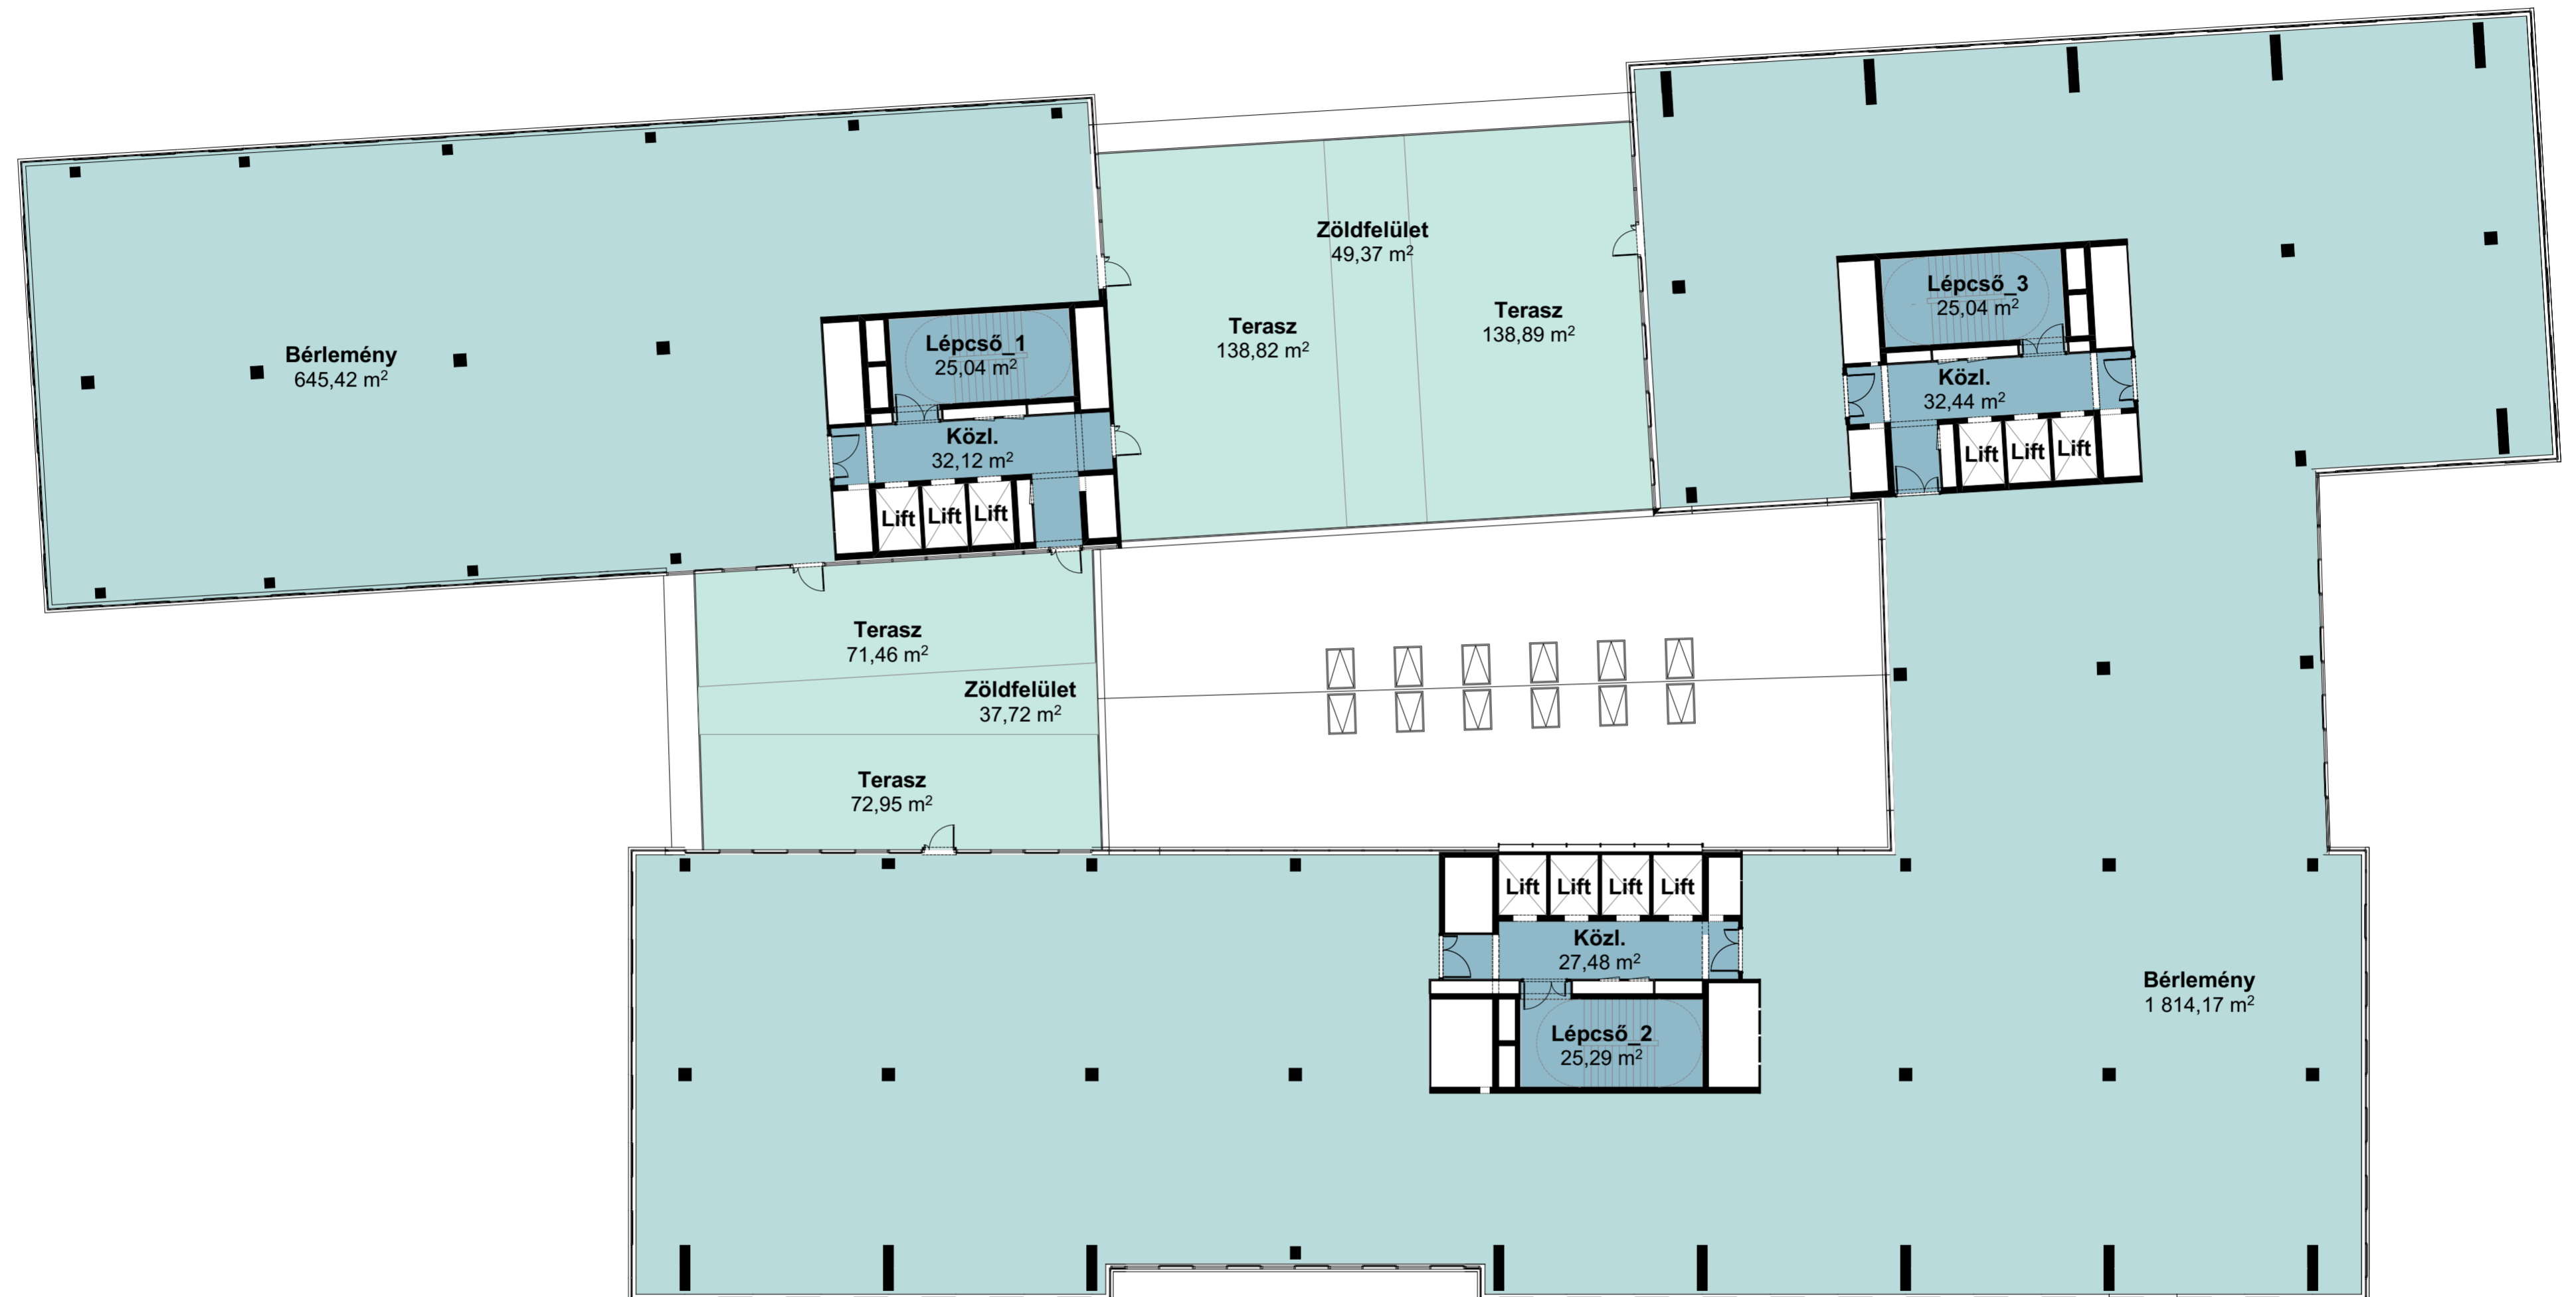 Zöldfelület
49,37 m²
Lépcső_3
25,04 m²
Terasz
138,89 m²
Terasz
138,82 m²
Lépcső_1
25,04 m²
Bérlemény
645,42 m²
Közl.
32,44 m²
Közl.
32,12 m²
Lift Lift Lift
Lift Lift Lift
Terasz
71,46 m²
Zöldfelület
37,72 m²
Terasz
72,95 m²
Lift Lift Lift Lift
Közl.
27,48 m²
Bérlemény
1 814,17 m²
Lépcső_2
25,29 m²